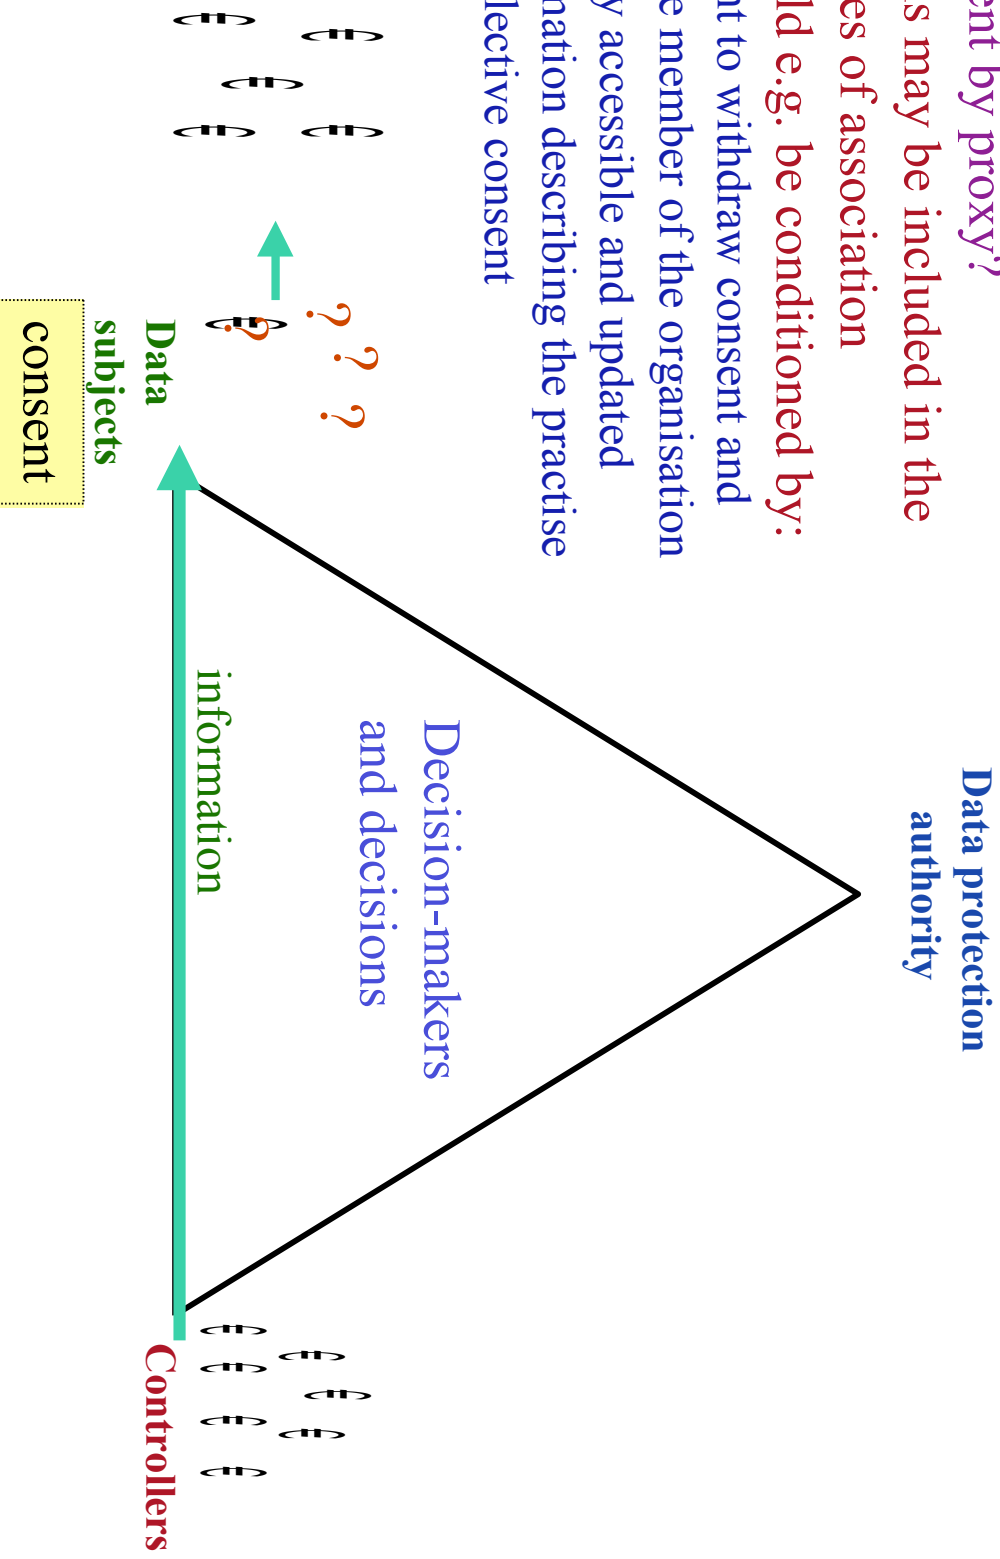 ent by proxy?
s may be included in the
es of association
ld e.g. be conditioned by:
nt to withdraw consent and
e member of the organisation
y accessible and updated
mation describing the practise
lective consent
Data protection
authority
Decision-makers
and decisions
information
? ? ? ?
Data
subjects
consent
Controllers